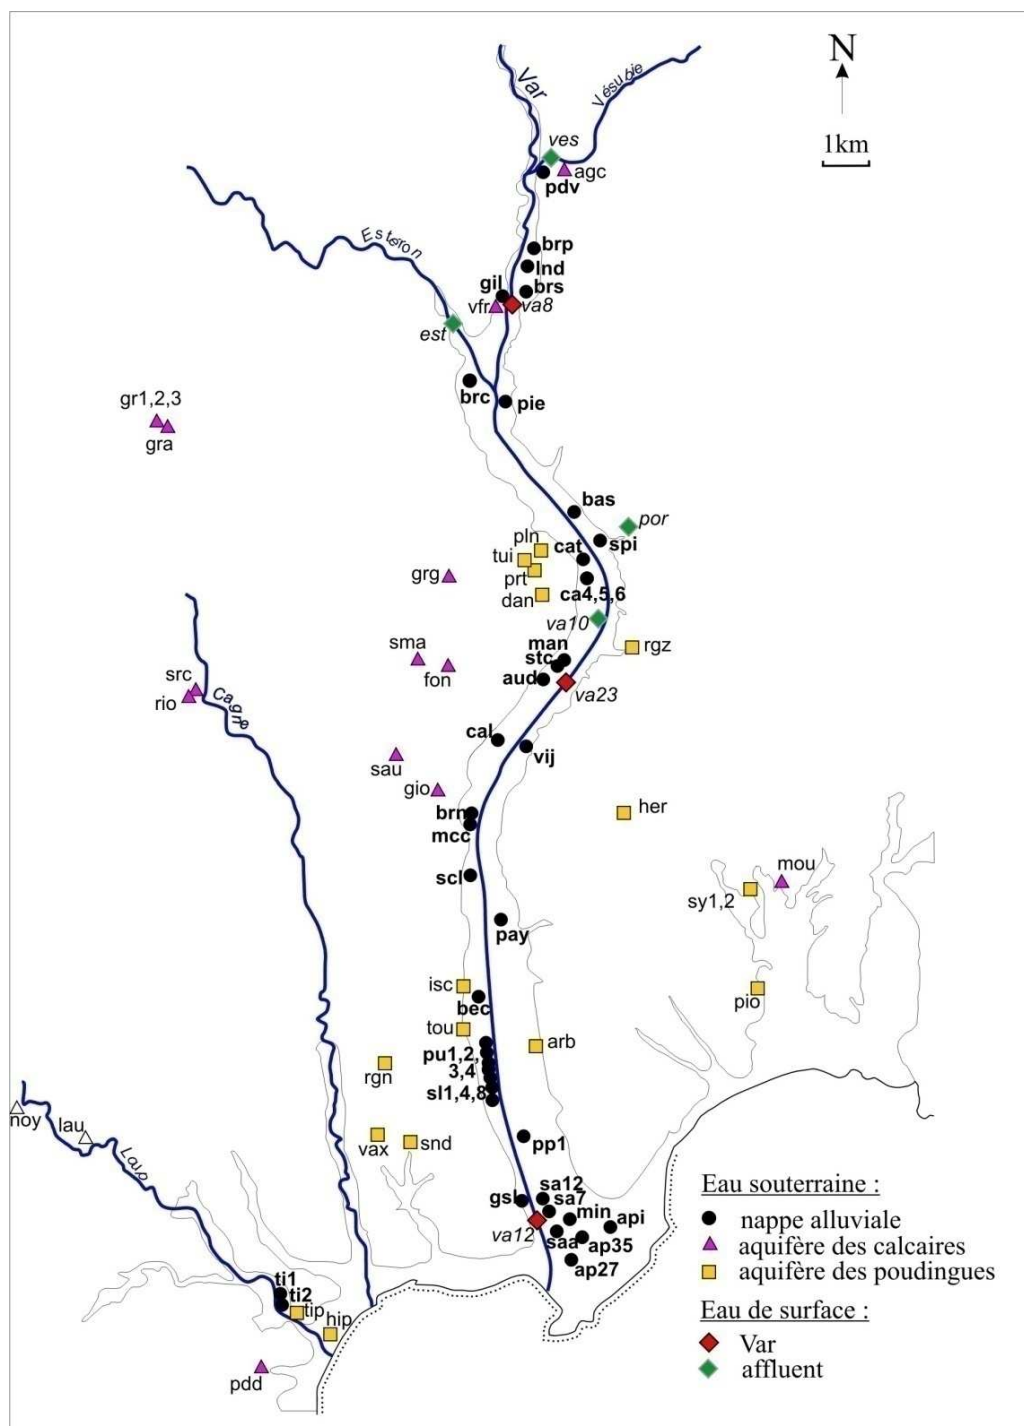 N
1km
Var
Vésubie
ves
agc
pdv
Esteron
brp
lnd
gil
brs
vfr
va8
est
brc
pie
gr1,2,3
gra
bas
por
pln
cat
spi
tui
prt
grg
dan
ca4,5,6
va10
man
rgz
sma
stc
fon
aud
src
va23
rio
Cagne
cal
vij
sau
gio
brn
her
mcc
mou
scl
sy1,2
pay
isc
pio
bec
tou
arb
pu1,2,
3,4
rgn
sl1,4,8
noy
lau
vax
snd
pp1
Loup
sa12
gsl
sa7
min
api
va12
saa
ap35
ap27
ti1
ti2
tip
hip
pdd
Eau souterraine :
nappe alluviale
aquifère des calcaires
aquifère des poudingues
Eau de surface :
Var
affluent